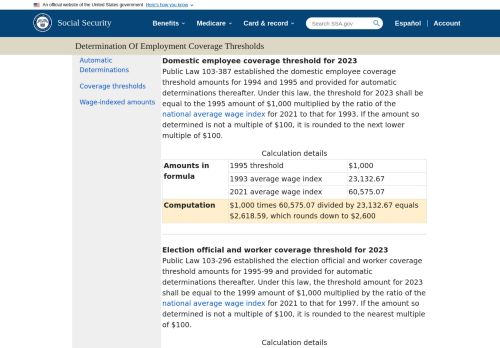 An official website of the United States government Here's how you know
Social Security
Benefits
Medicare
Card & record
Search SSA.gov
Español
Account
Determination Of Employment Coverage Thresholds
Automatic
Determinations
Coverage thresholds
Wage-indexed amounts
Domestic employee coverage threshold for 2023
Public Law 103-387 established the domestic employee coverage
threshold amounts for 1994 and 1995 and provided for automatic
determinations thereafter. Under this law, the threshold for 2023 shall be
equal to the 1995 amount of $1,000 multiplied by the ratio of the
national average wage index for 2021 to that for 1993. If the amount so
determined is not a multiple of $100, it is rounded to the next lower
multiple of $100.
Calculation details
Amounts in
formula
1995 threshold $1,000
1993 average wage index 23,132.67
2021 average wage index 60,575.07
Computation
$1,000 times 60,575.07 divided by 23,132.67 equals
$2,618.59, which rounds down to $2,600
Election official and worker coverage threshold for 2023
Public Law 103-296 established the election official and worker coverage
threshold amounts for 1995-99 and provided for automatic
determinations thereafter. Under this law, the threshold amount for 2023
shall be equal to the 1999 amount of $1,000 multiplied by the ratio of the
national average wage index for 2021 to that for 1997. If the amount so
determined is not a multiple of $100, it is rounded to the nearest multiple
of $100.
Calculation details